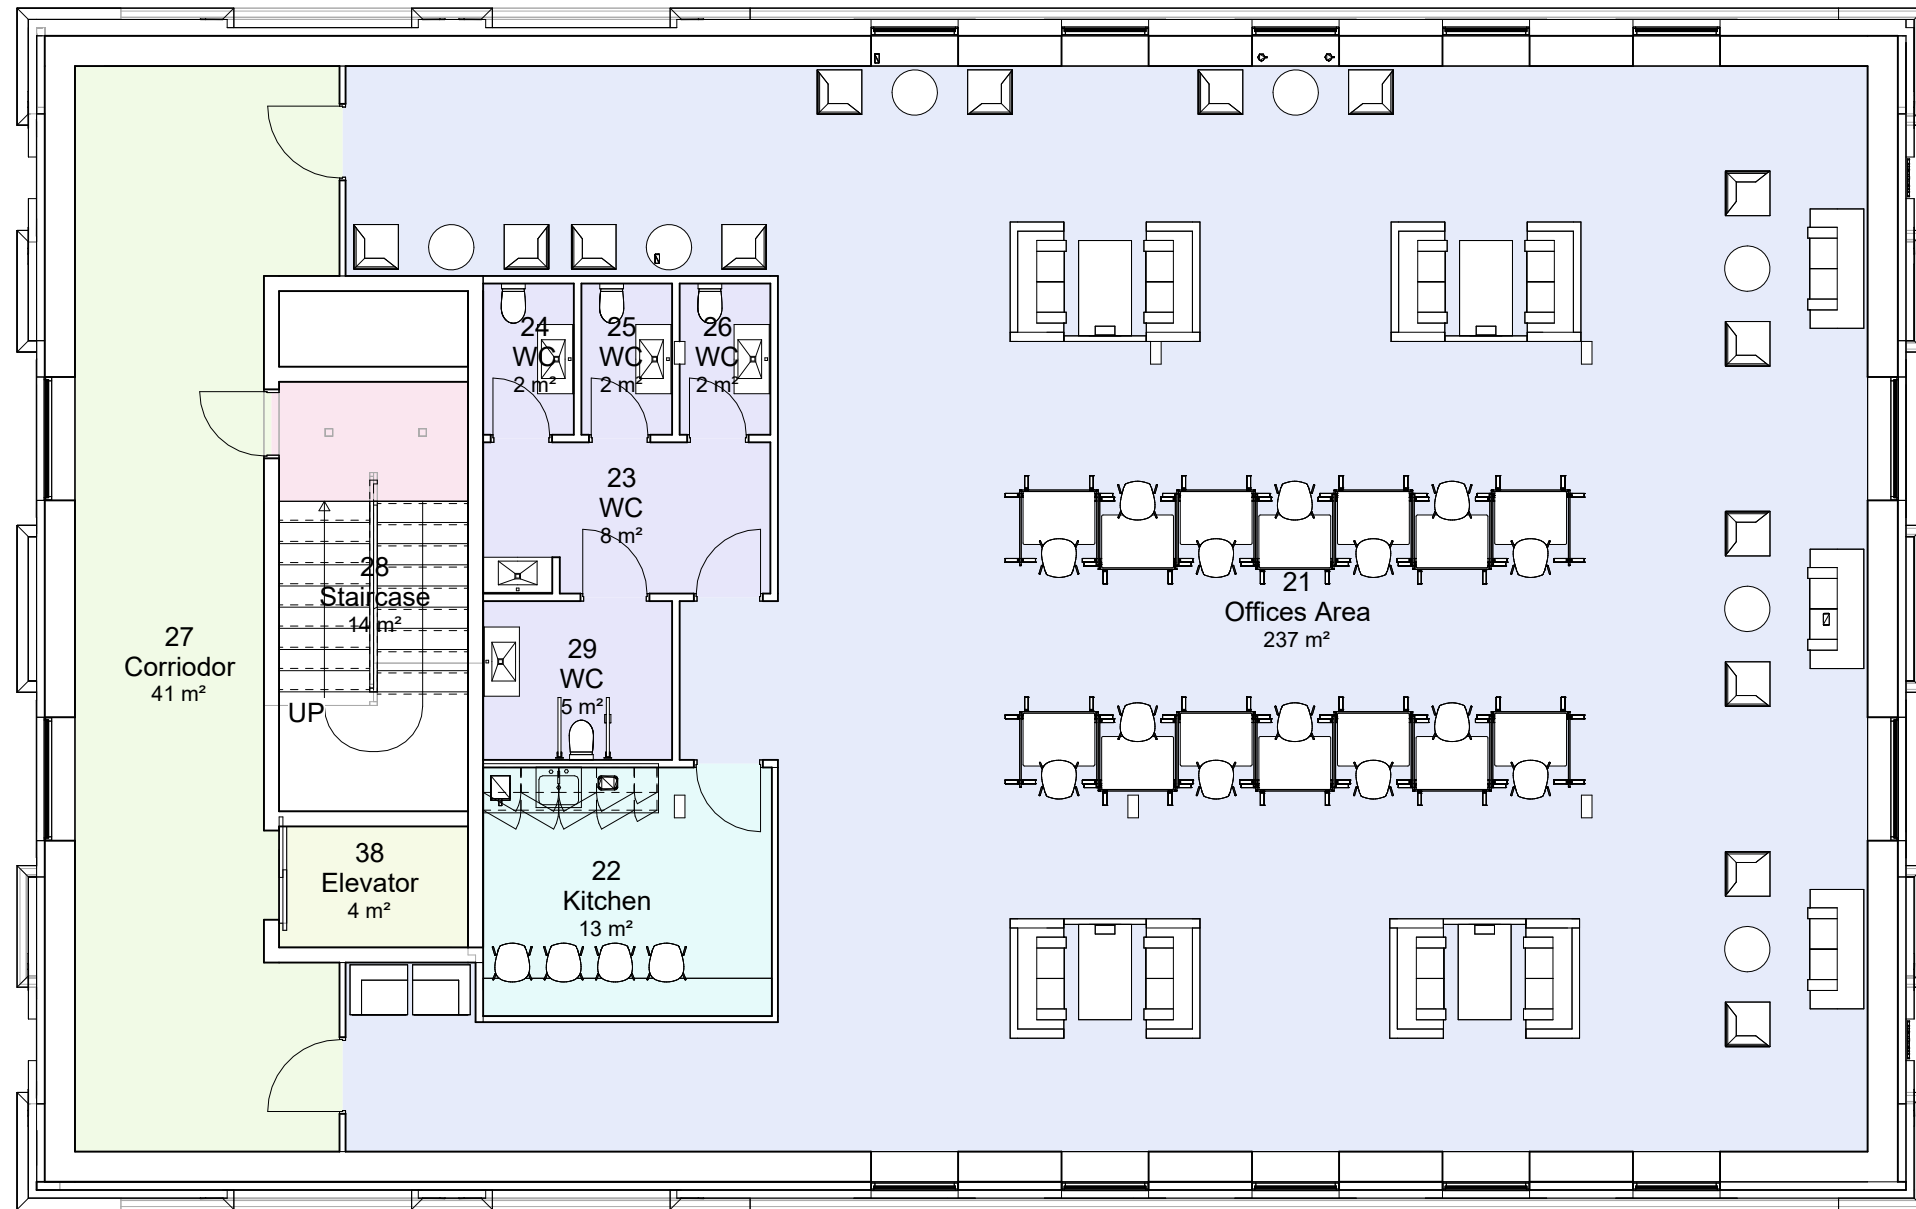 24
WC
2 m²
25
WC
2 m²
26
WC
2 m²
23
WC
8 m²
28
Staircase
14 m²
21
Offices Area
237 m²
27
Corriodor
41 m²
29
WC
5 m²
UP
38
Elevator
4 m²
22
Kitchen
13 m²